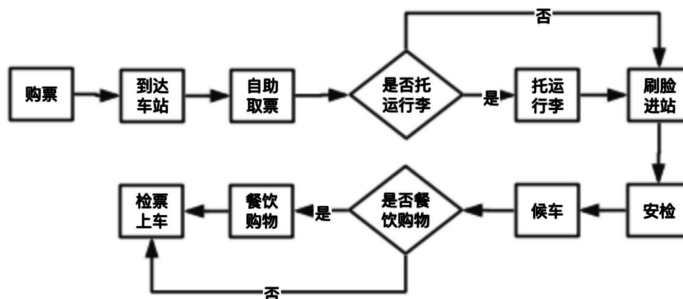 否
购票
到达
车站
自助
取票
是否托
运行李
是
托运
行李
刷脸
进站
检票
上车
餐饮
购物
是
是否餐
饮购物
候车
安检
否